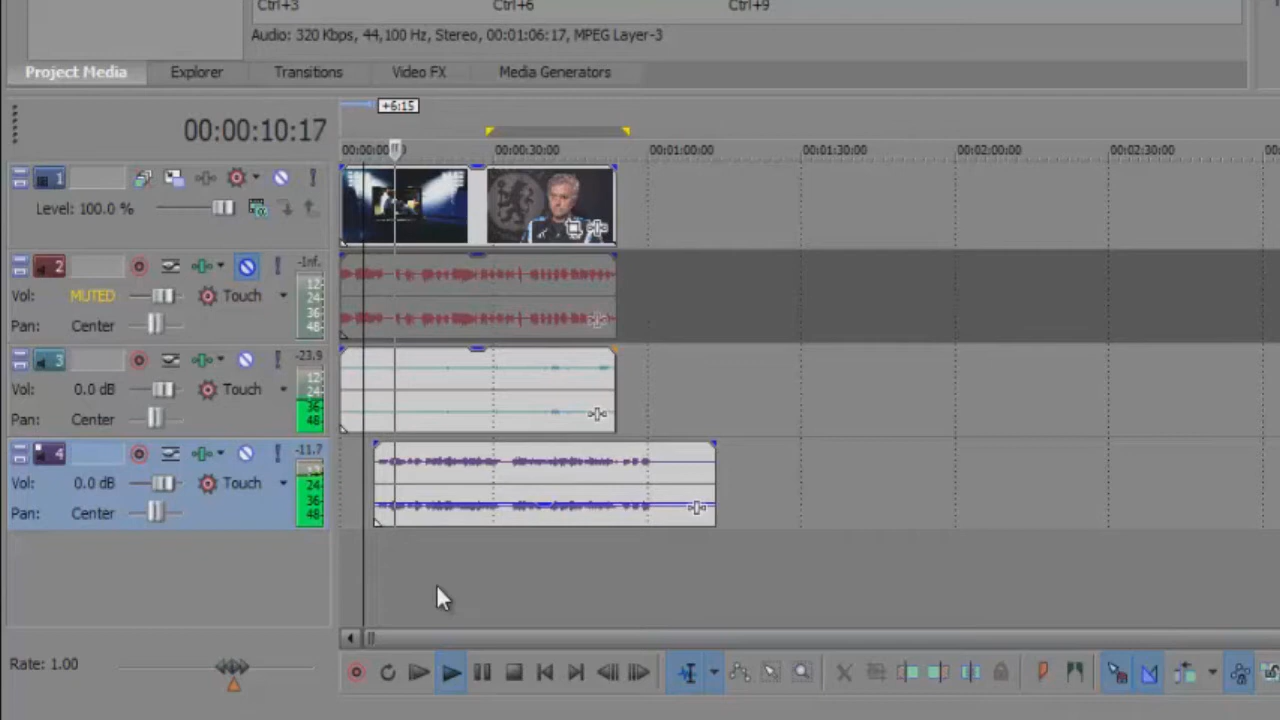 Ctrl+3 Ctrl+6 Ctrl+9
Audio: 320 Kbps, 44,100 Hz, Stereo, 00:01:06:17, MPEG Layer-3
Project Media Explorer Transitions Video FX Media Generators
+6:15
00:00:10:17
00:00:30:00 00:01:00:00 00:01:30:00 00:02:00:00 00:02:30:00
1
Level: 100.0 %
2 -Inf.
Vol: MUTED Touch
12
24
36
48
Pan: Center
3 -23.9
Vol: 0.0 dB Touch
12
24
36
48
Pan: Center
4 -11.7
Vol: 0.0 dB Touch
24
36
48
Pan: Center
Rate: 1.00